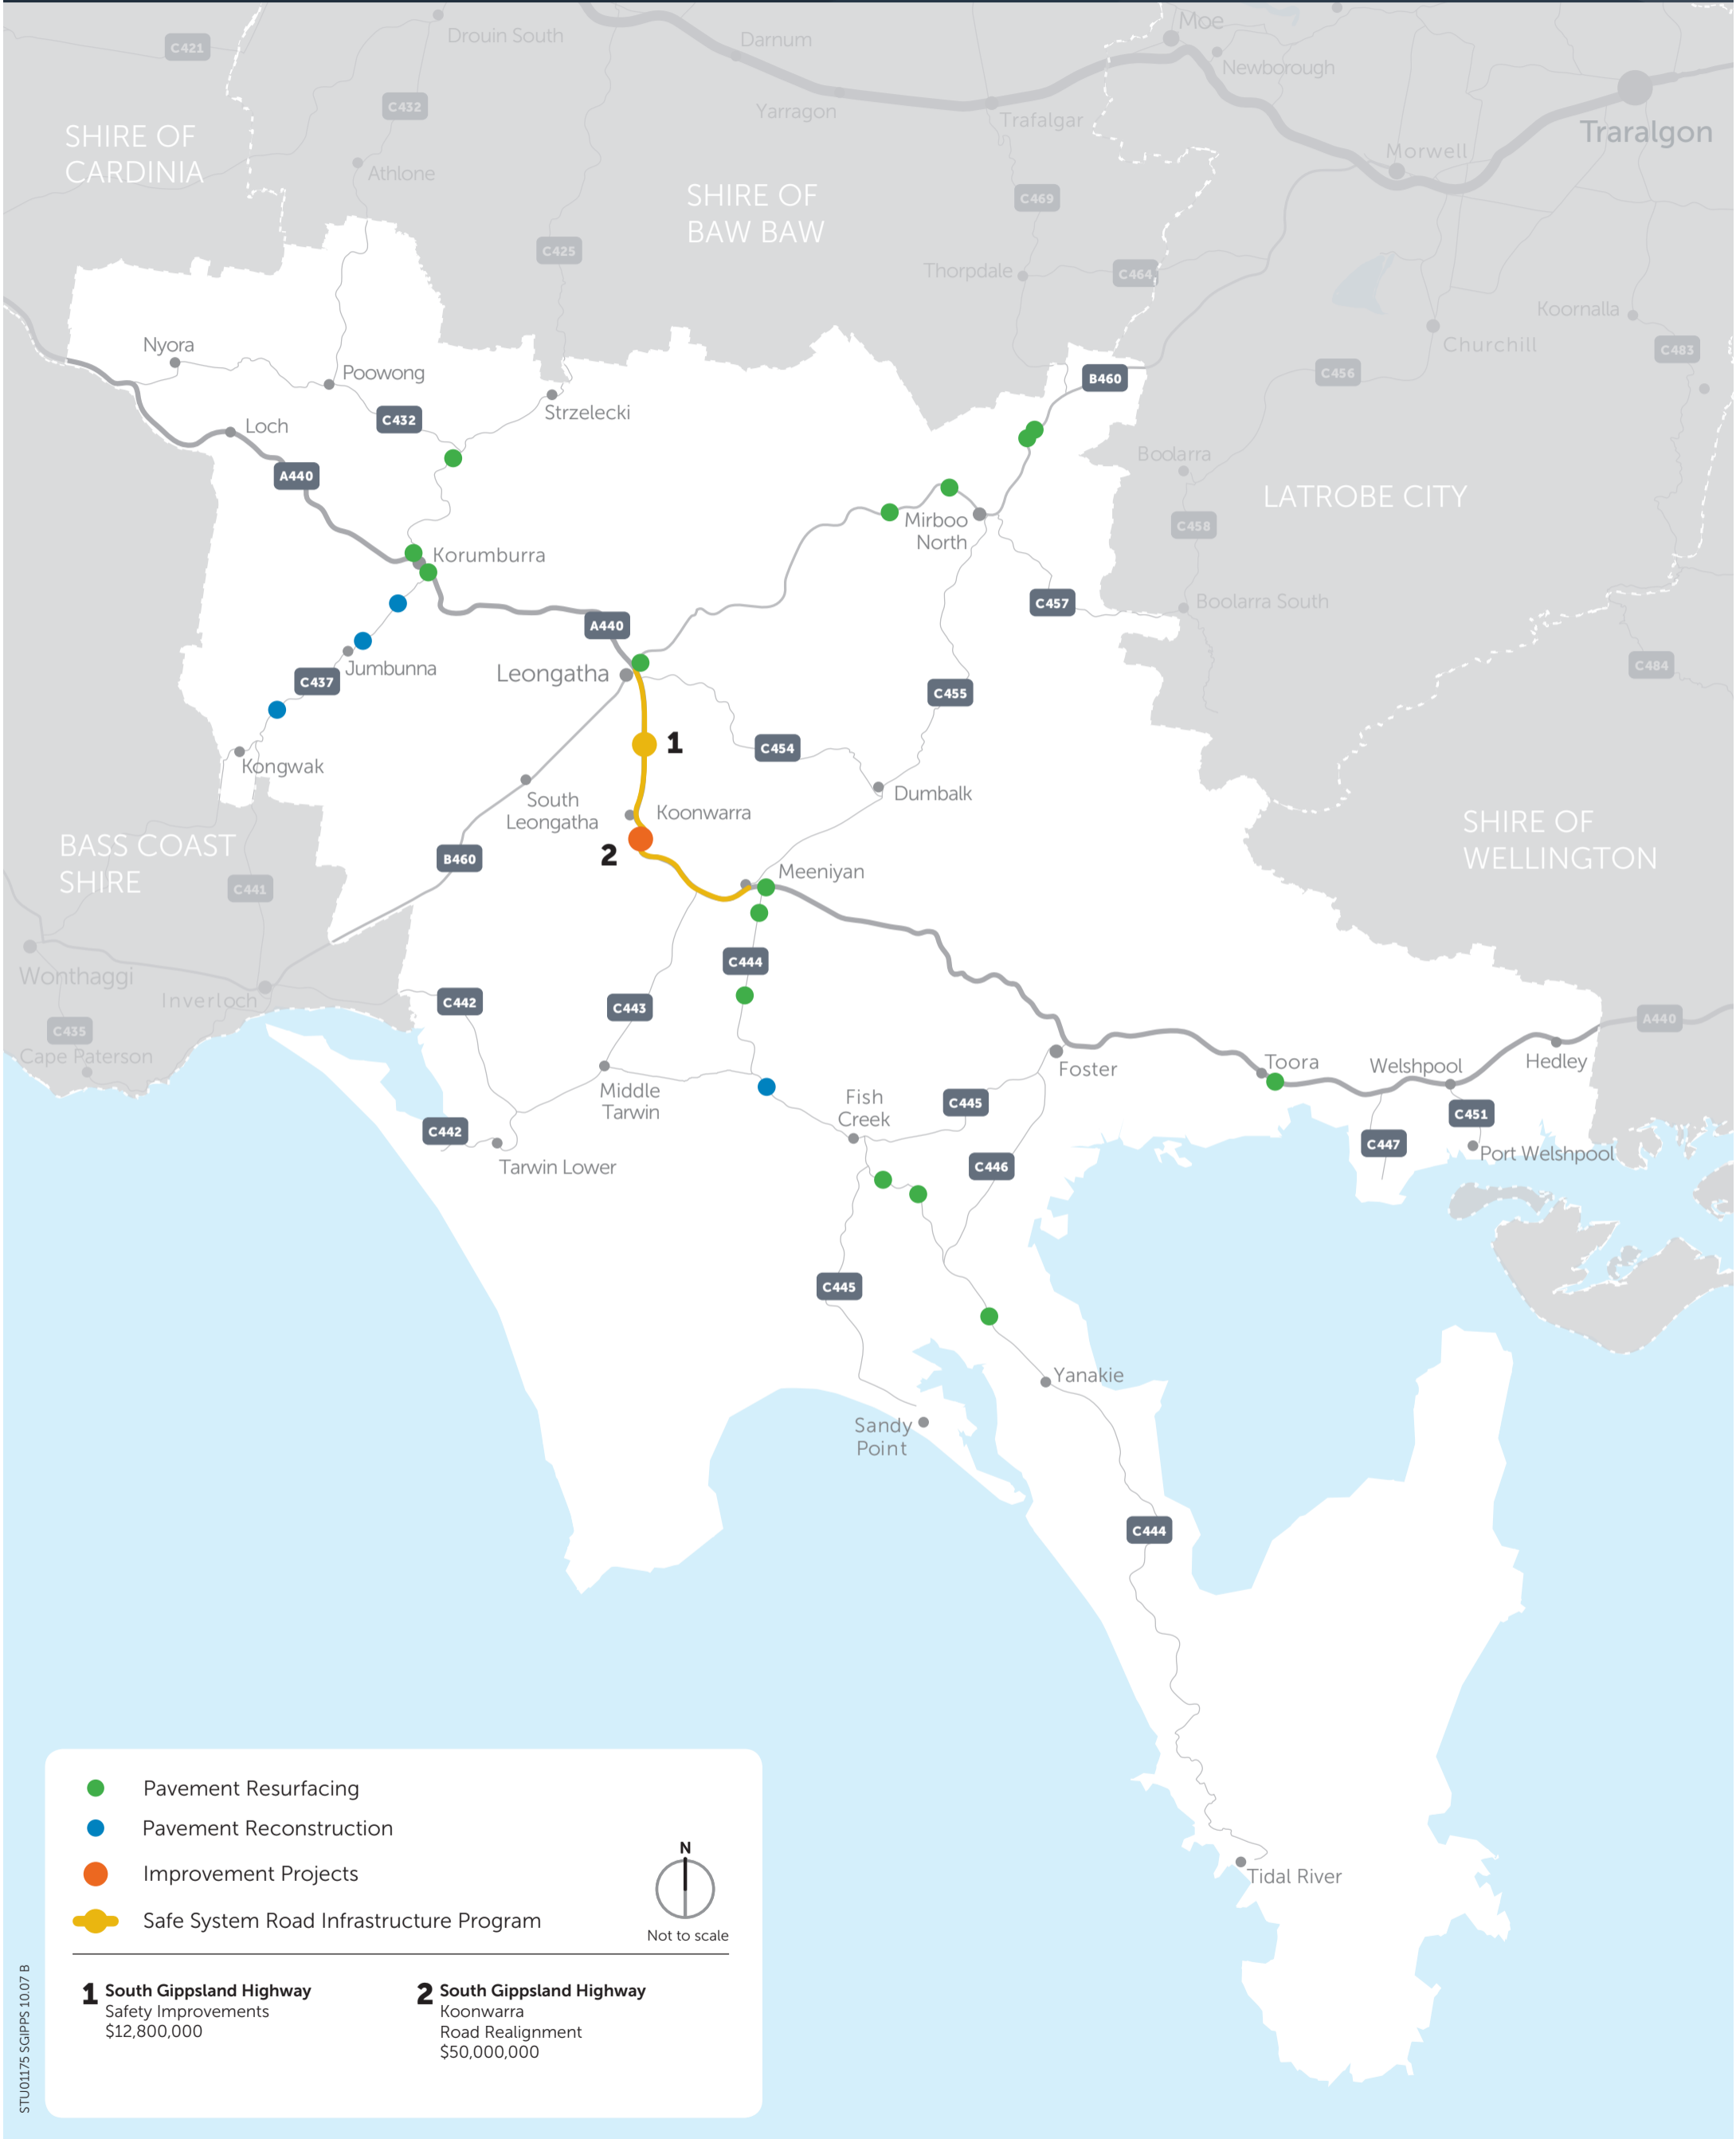 Drouin South
Darnum
Moe
Newborough
C421
C432
Yarragon
Trafalgar
Traralgon
Morwell
SHIRE OF
CARDINIA
Athlone
SHIRE OF
BAW BAW
C469
C425
Thorpdale
C464
Koornalla
Churchill
C483
Nyora
Poowong
C432
Strzelecki
B460
C456
Loch
A440
Boolarra
LATROBE CITY
C458
Mirboo
North
Korumburra
C457
Boolarra South
A440
Jumbunna
C437
Leongatha
C455
C484
1
C454
Kongwak
South
Leongatha
Koonwarra
Dumbalk
BASS COAST
SHIRE
B460
2
Meeniyan
SHIRE OF
WELLINGTON
C441
C444
Wonthaggi
Inverloch
C442
C443
C435
Cape Paterson
A440
Foster
Toora
Welshpool
Hedley
Middle
Tarwin
Fish
Creek
C445
C451
C442
C447
Port Welshpool
Tarwin Lower
C446
C445
Yanakie
Sandy
Point
C444
Tidal River
Pavement Resurfacing
Pavement Reconstruction
Improvement Projects
Safe System Road Infrastructure Program
N
Not to scale
1 South Gippsland Highway
Safety Improvements
$12,800,000
2 South Gippsland Highway
Koonwarra
Road Realignment
$50,000,000
STU01175 SGIPPS 10.07 B